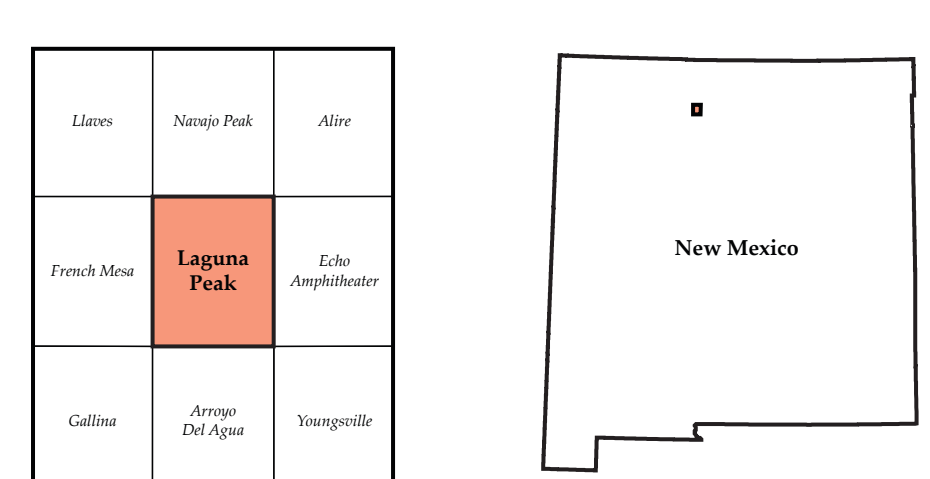 Llaves
Navajo Peak
Alire
French Mesa
Laguna
Peak
Echo
Amphitheater
Gallina
Arroyo
Del Agua
Youngsville
New Mexico